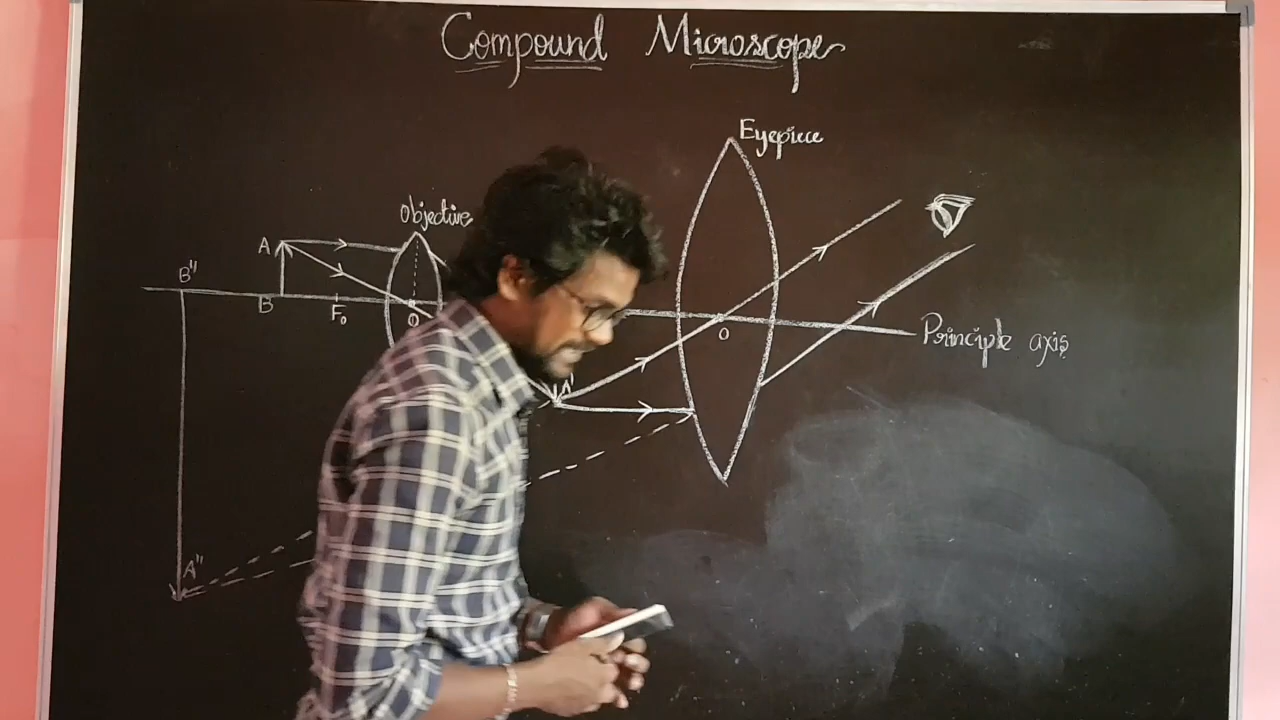 Compound Microscope
Eyepiece
Objective
A
B"
B
F₀
O
A'
O
Principle axis
A"